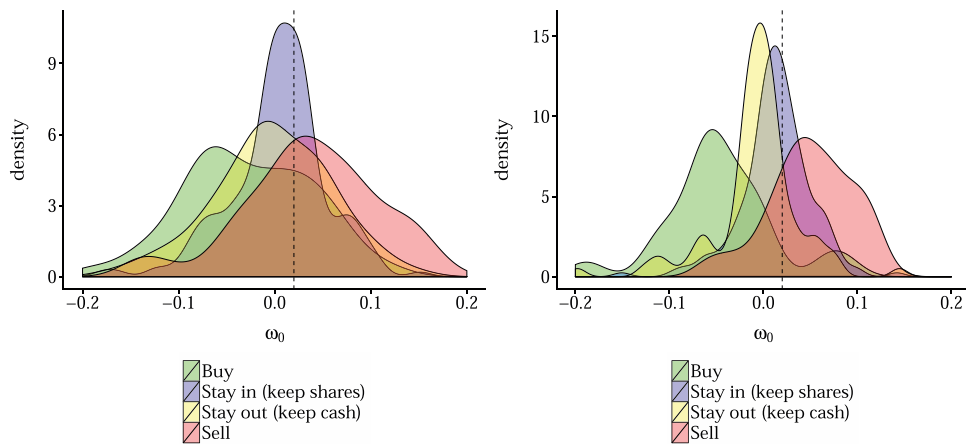 density
9
6
3
0
−0.2
−0.1
0.0
0.1
0.2
ω0
Buy
Stay in (keep shares)
Stay out (keep cash)
Sell
density
15
10
5
0
−0.2
−0.1
0.0
0.1
0.2
ω0
Buy
Stay in (keep shares)
Stay out (keep cash)
Sell